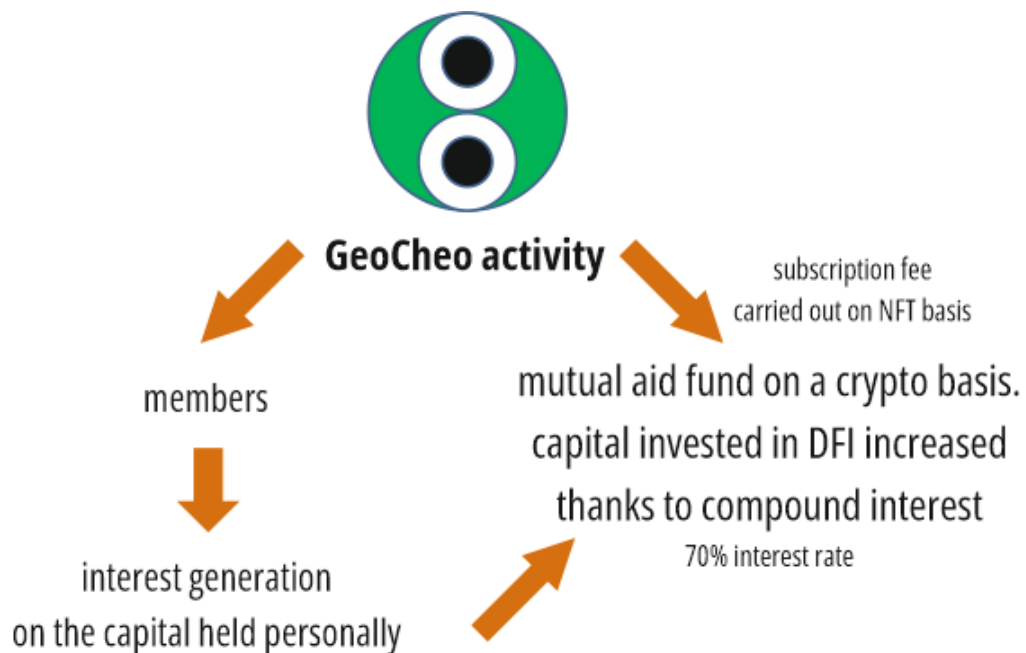 GeoCheo activity
subscription fee
carried out on NFT basis
members
mutual aid fund on a crypto basis.
capital invested in DFI increased
thanks to compound interest
70% interest rate
interest generation
on the capital held personally